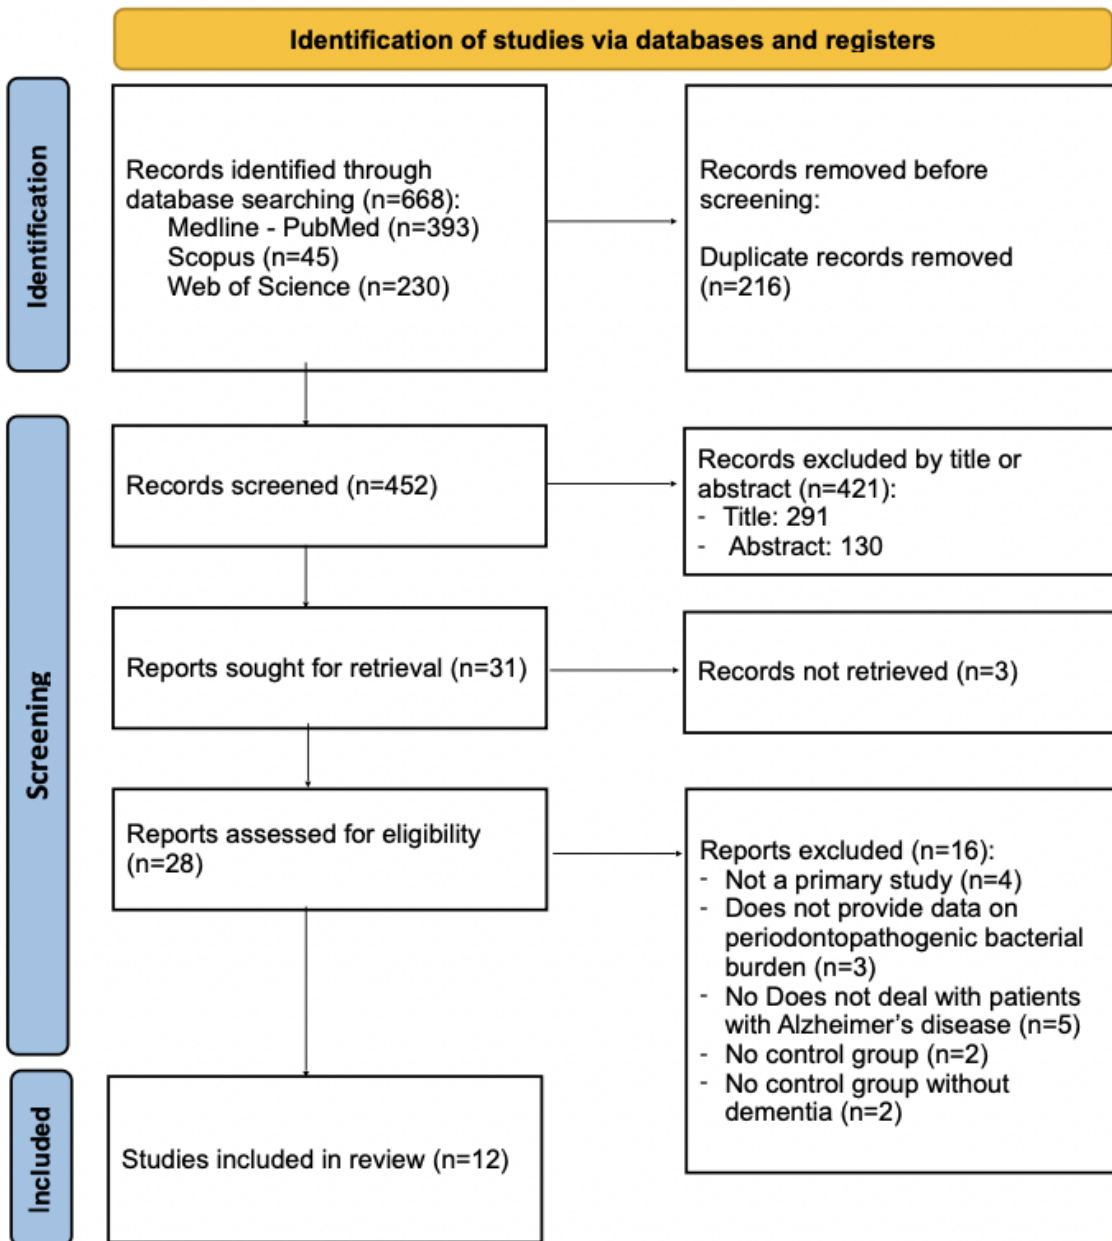 Identification of studies via databases and registers
Identification
Records identified through
database searching (n=668):
Medline - PubMed (n=393)
Scopus (n=45)
Web of Science (n=230)
Records removed before
screening:
Duplicate records removed
(n=216)
Screening
Records screened (n=452)
Records excluded by title or
abstract (n=421):
- Title: 291
- Abstract: 130
Reports sought for retrieval (n=31)
Records not retrieved (n=3)
Reports assessed for eligibility
(n=28)
Reports excluded (n=16):
- Not a primary study (n=4)
- Does not provide data on
periodontopathogenic bacterial
burden (n=3)
- No Does not deal with patients
with Alzheimer’s disease (n=5)
- No control group (n=2)
- No control group without
dementia (n=2)
Included
Studies included in review (n=12)